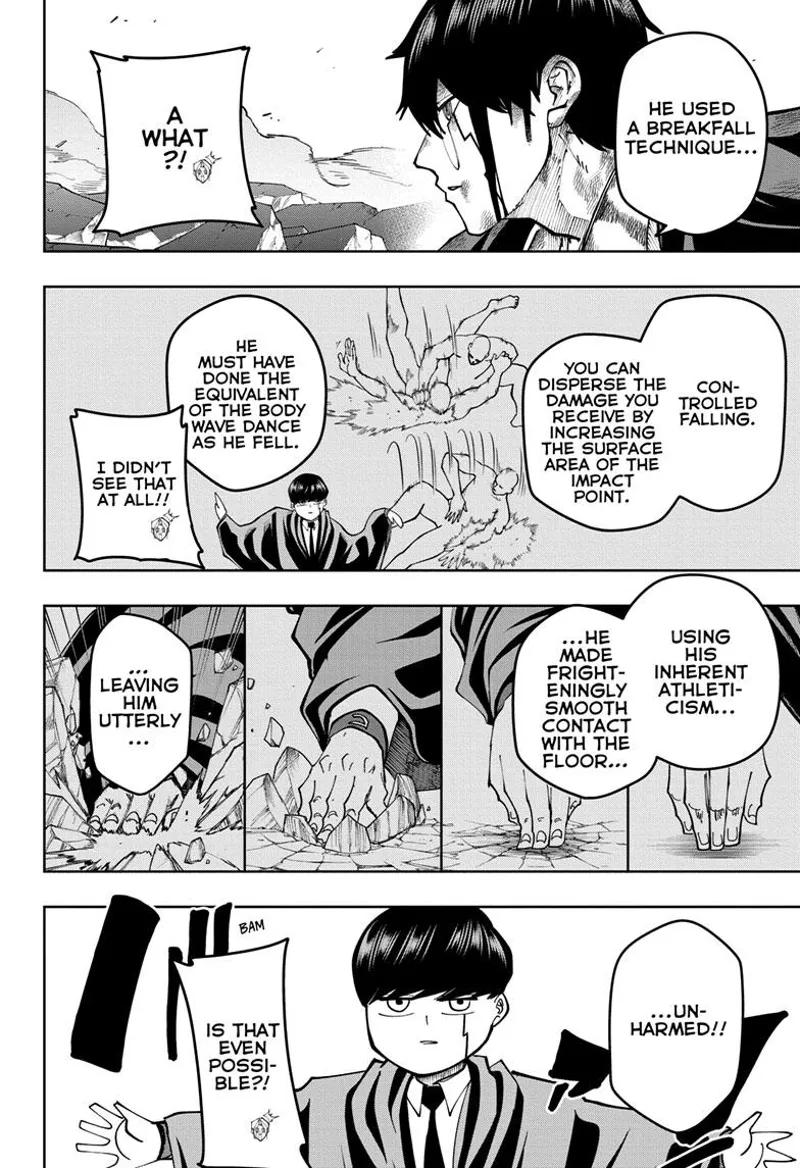 HE USED
A BREAKFALL
TECHNIQUE...
A
WHAT
?!
CON-
TROLLED
FALLING.
YOU CAN
DISPERSE THE
DAMAGE YOU
RECEIVE BY
INCREASING
THE SURFACE
AREA OF THE
IMPACT
POINT.
HE
MUST HAVE
DONE THE
EQUIVALENT
OF THE BODY
WAVE DANCE
AS HE FELL.
I DIDN'T
SEE THAT
AT ALL!!
USING
HIS
INHERENT
ATHLETI-
CISM...
...HE
MADE
FRIGHT-
ENINGLY
SMOOTH
CONTACT
WITH THE
FLOOR...
...
LEAVING
HIM
UTTERLY
...
...UN-
HARMED!!
BAM
IS THAT
EVEN
POSSI-
BLE?!